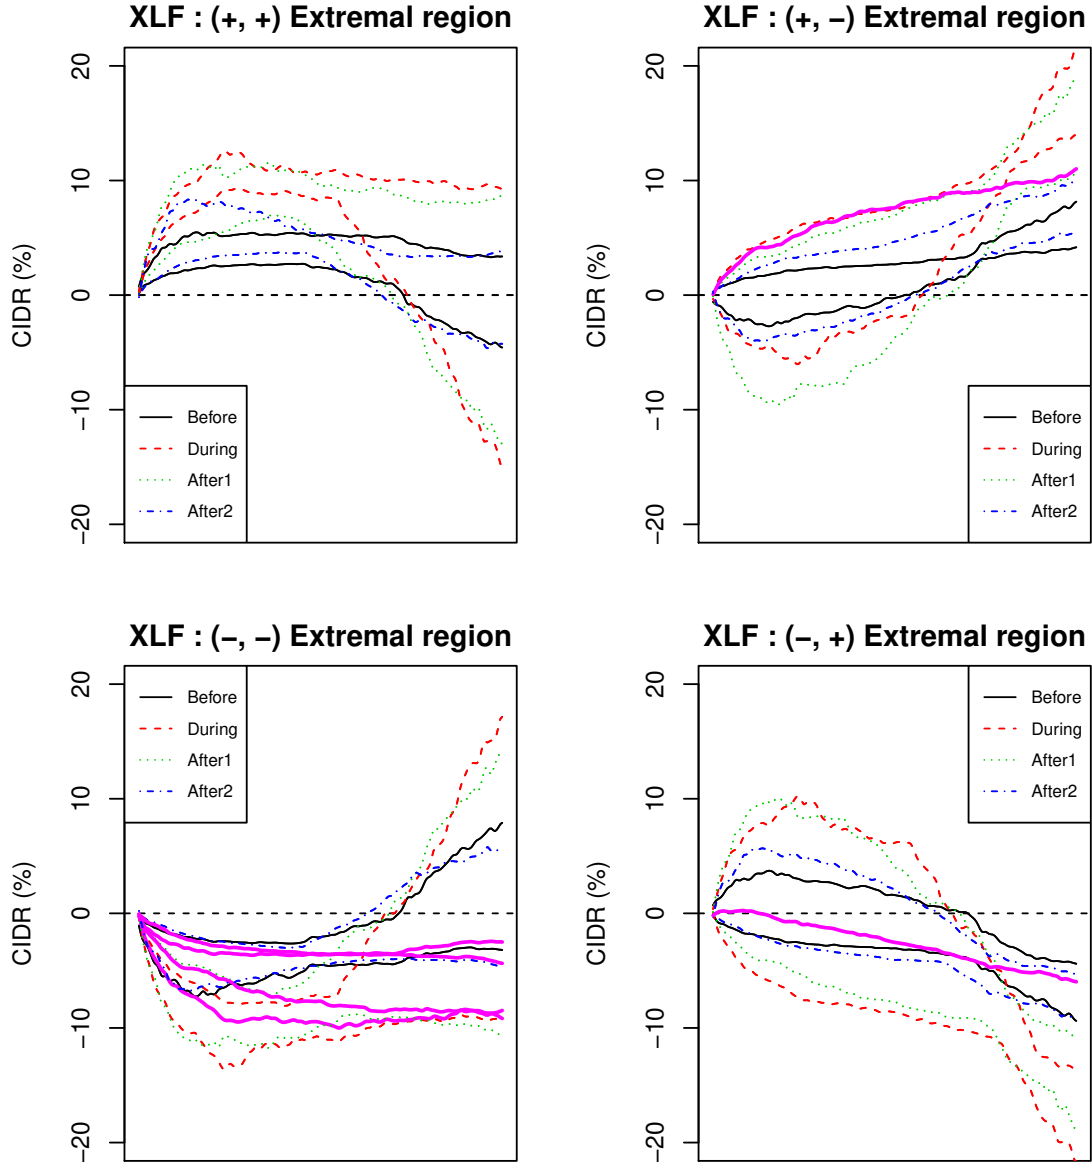 XLF : (+, +) Extremal region
CIDR (%)
20
10
0
−10
−20
Before
During
After1
After2
XLF : (+, −) Extremal region
CIDR (%)
20
10
0
−10
−20
Before
During
After1
After2
XLF : (−, −) Extremal region
CIDR (%)
20
10
0
−10
−20
Before
During
After1
After2
XLF : (−, +) Extremal region
CIDR (%)
20
10
0
−10
−20
Before
During
After1
After2